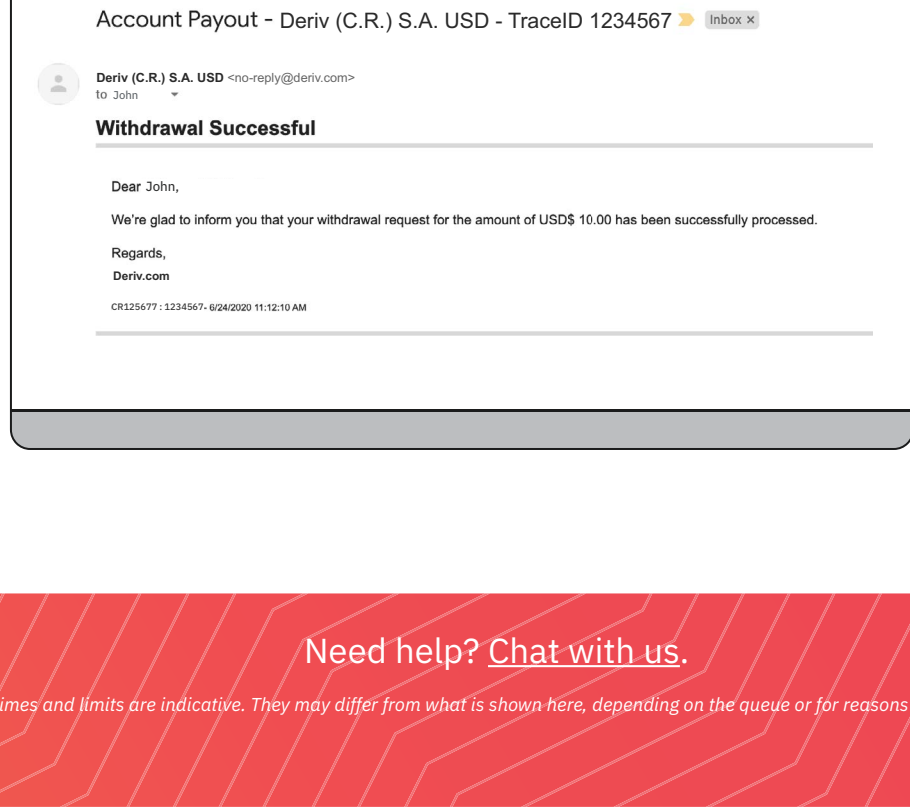 Account Payout - Deriv (C.R.) S.A. USD - TraceID 1234567 Inbox ×
Deriv (C.R.) S.A. USD <no-reply@deriv.com>
to John
Withdrawal Successful
Dear John,
We're glad to inform you that your withdrawal request for the amount of USD$ 10.00 has been successfully processed.
Regards,
Deriv.com
CR125677 : 1234567- 6/24/2020 11:12:10 AM
Need help? Chat with us.
and limits are indicative. They may differ from what is shown here, depending on the queue or for reasons